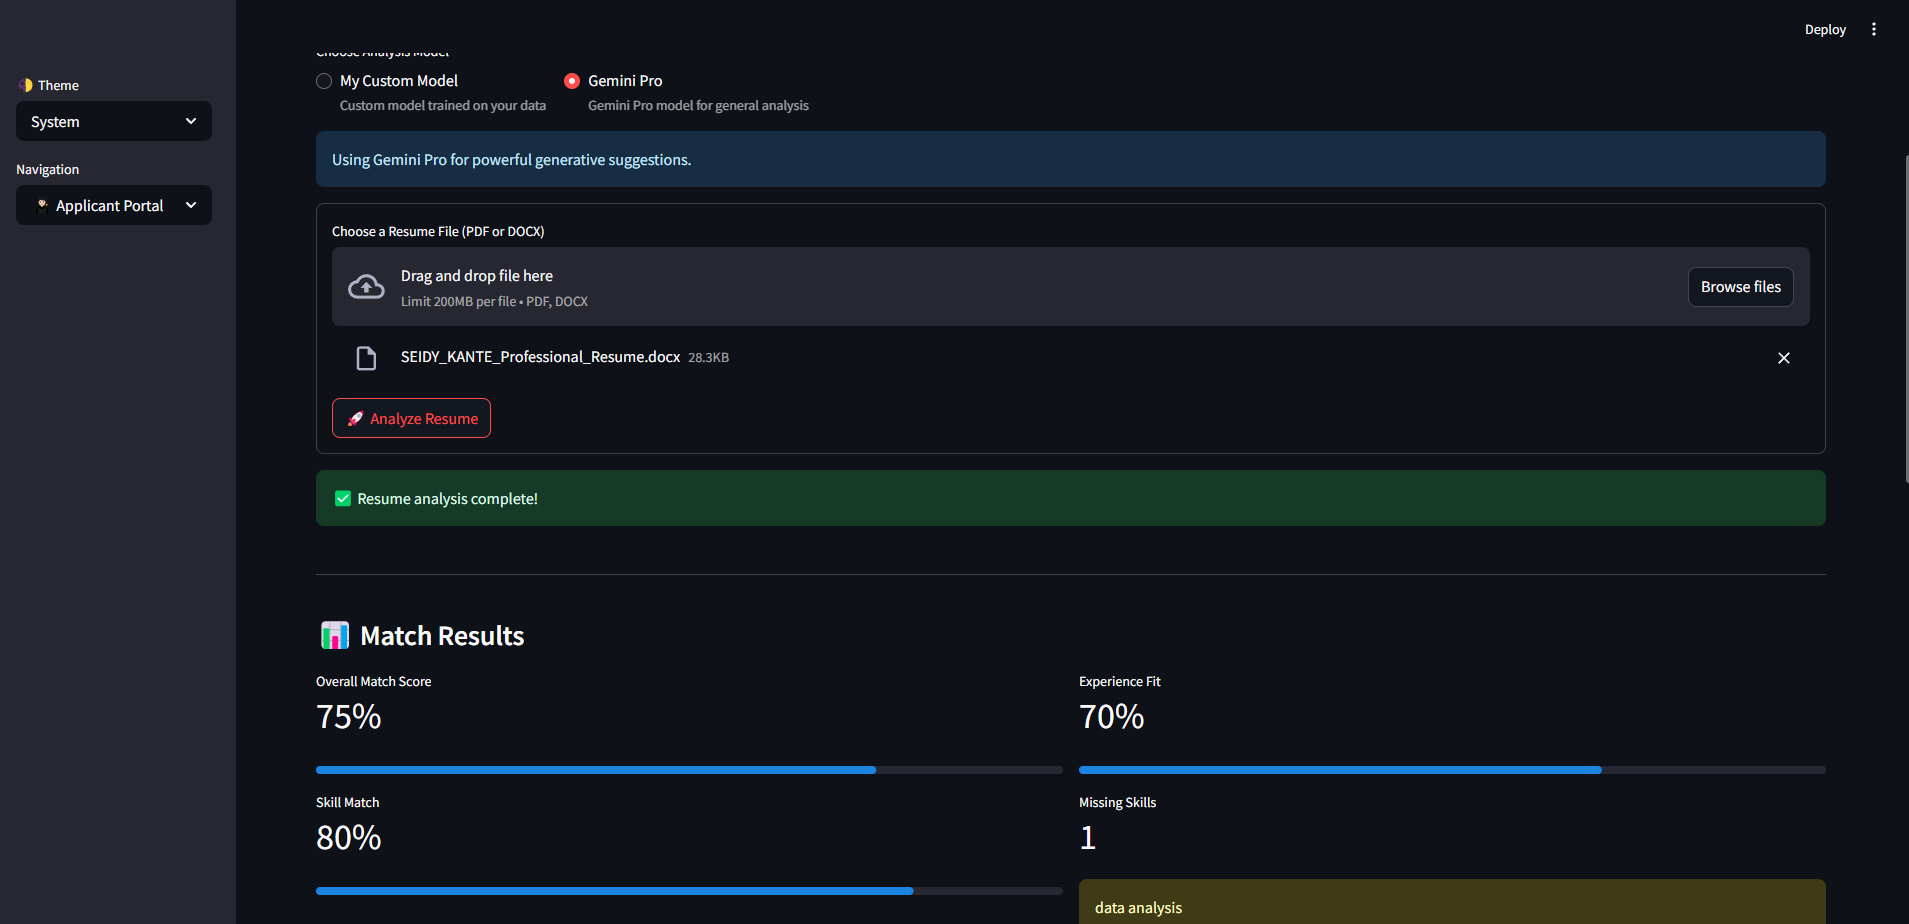 Deploy
Theme
System
Navigation
Applicant Portal
Choose Analysis Model
My Custom Model
Custom model trained on your data
Gemini Pro
Gemini Pro model for general analysis
Using Gemini Pro for powerful generative suggestions.
Choose a Resume File (PDF or DOCX)
Drag and drop file here
Limit 200MB per file • PDF, DOCX
Browse files
SEIDY_KANTE_Professional_Resume.docx 28.3KB
Analyze Resume
Resume analysis complete!
Match Results
Overall Match Score
75%
Experience Fit
70%
Skill Match
80%
Missing Skills
1
data analysis